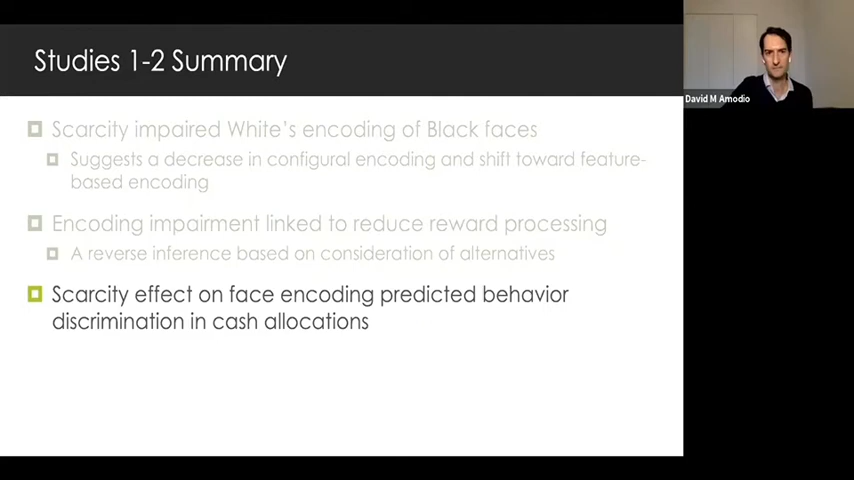 Studies 1-2 Summary
David M Amodio
Scarcity impaired White's encoding of Black faces
Suggests a decrease in configural encoding and shift toward feature-
based encoding
Encoding impairment linked to reduce reward processing
A reverse inference based on consideration of alternatives
Scarcity effect on face encoding predicted behavior
discrimination in cash allocations